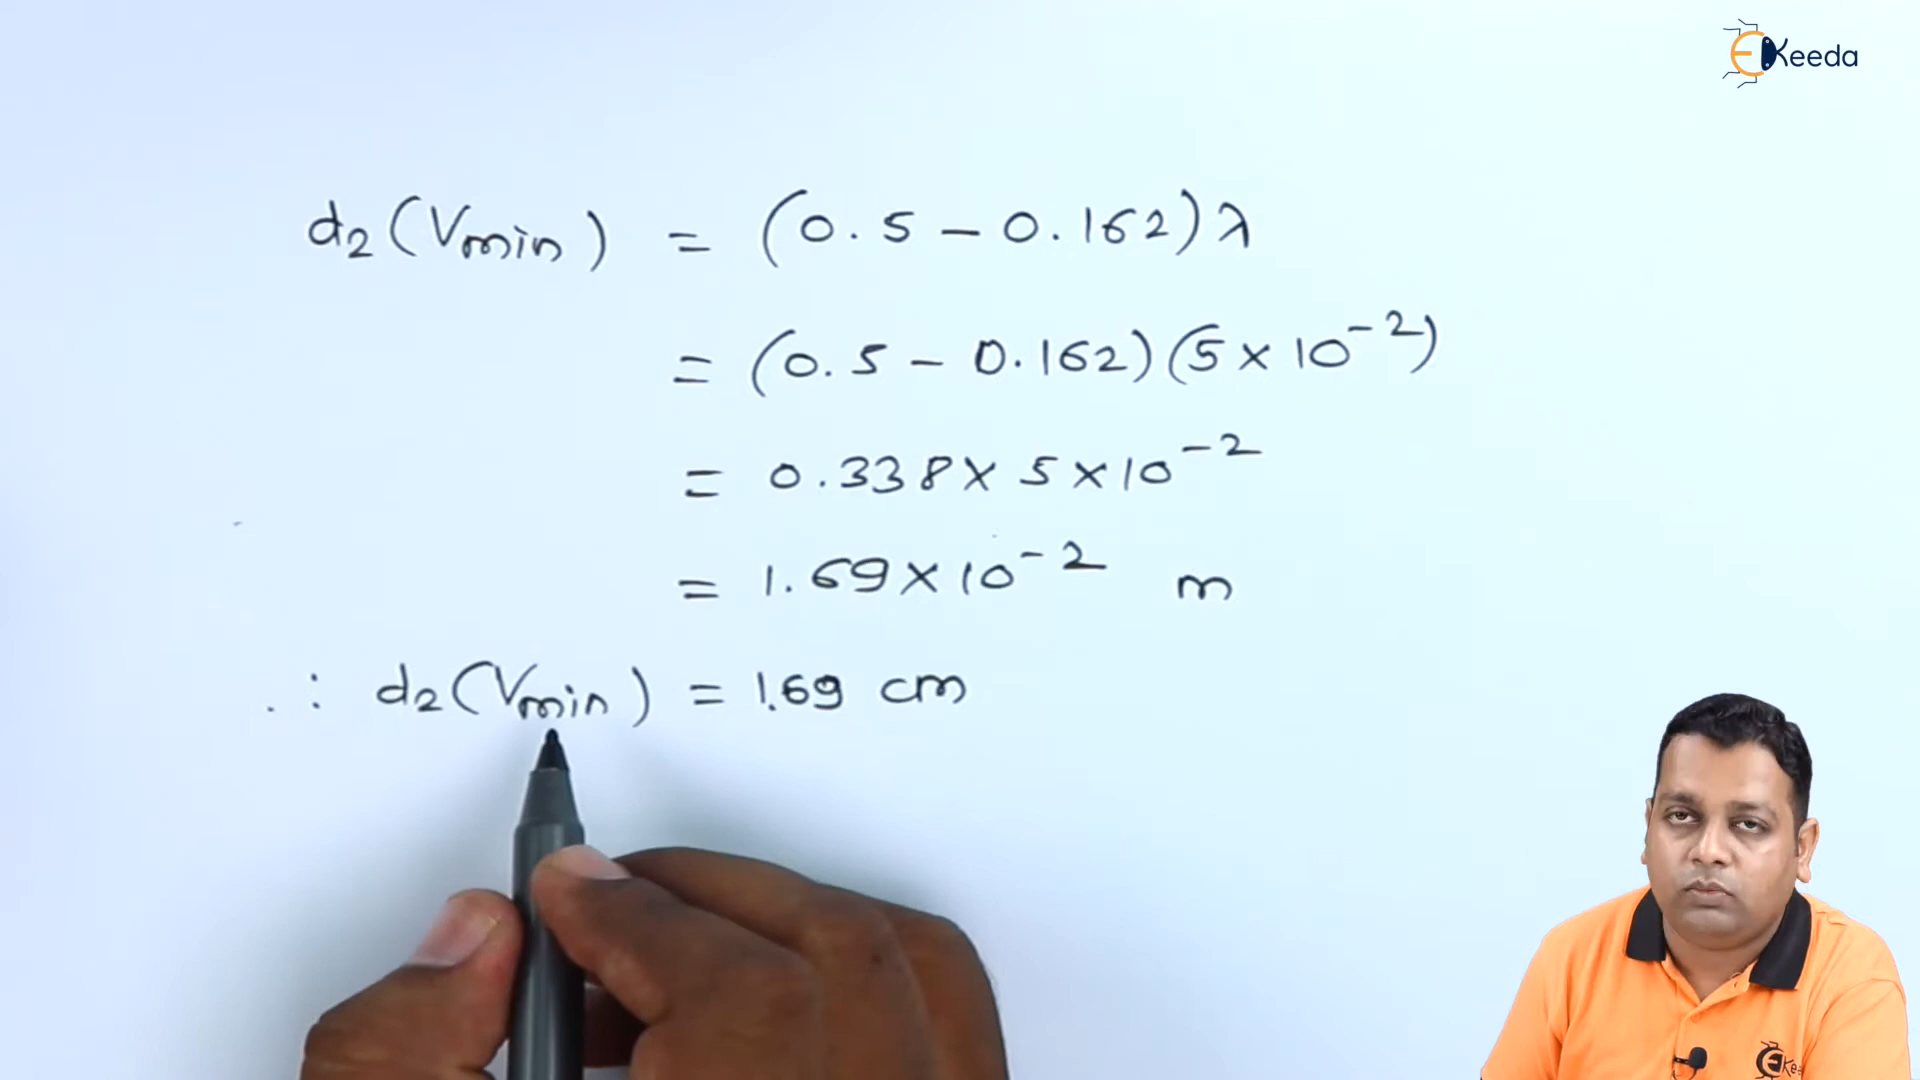 EKeeda
d₂(Vmin) = (0.5 - 0.162)λ
= (0.5 - 0.162)(5 × 10⁻²)
= 0.338 × 5 × 10⁻²
= 1.69 × 10⁻² m
∴ d₂(Vmin) = 1.69 cm